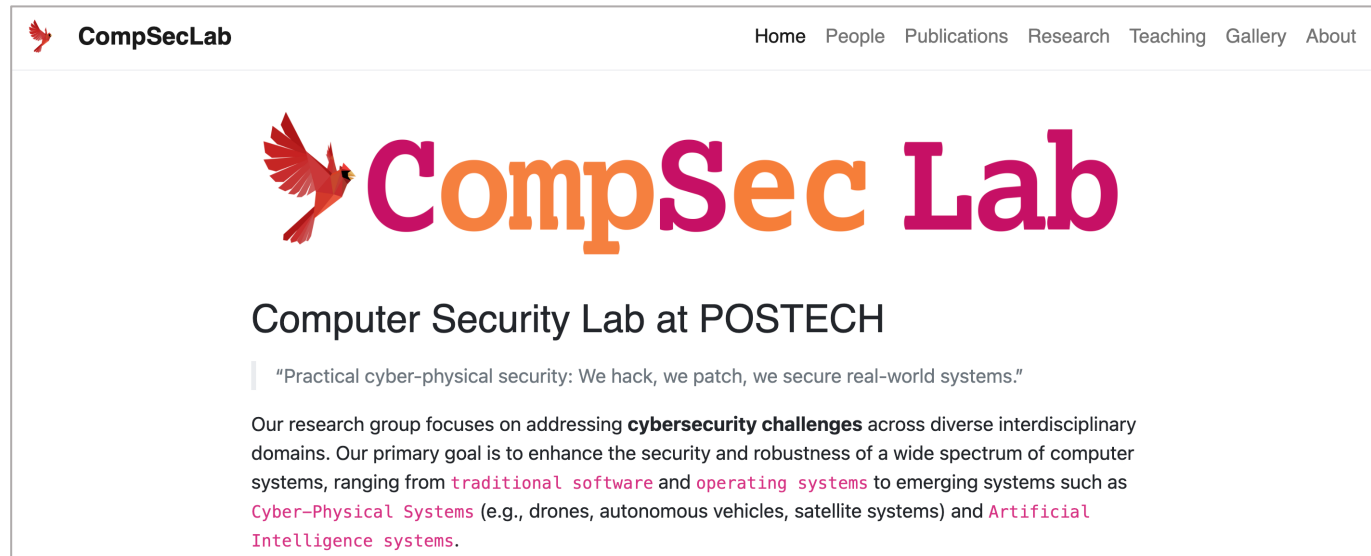 CompSecLab
Home People Publications Research Teaching Gallery About
CompSec Lab
Computer Security Lab at POSTECH
“Practical cyber-physical security: We hack, we patch, we secure real-world systems.”
Our research group focuses on addressing cybersecurity challenges across diverse interdisciplinary
domains. Our primary goal is to enhance the security and robustness of a wide spectrum of computer
systems, ranging from traditional software and operating systems to emerging systems such as
Cyber-Physical Systems (e.g., drones, autonomous vehicles, satellite systems) and Artificial
Intelligence systems.